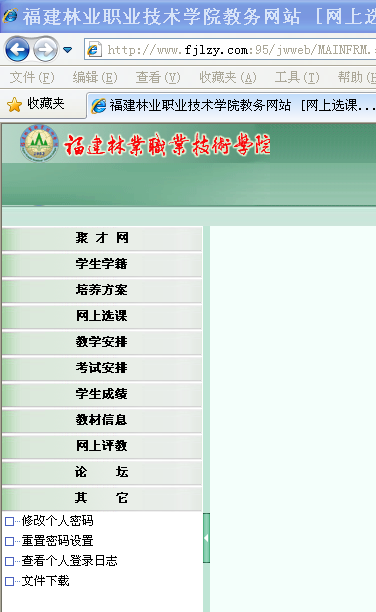 福建林业职业技术学院教务网站 [网上选
http://www.fjlzy.com:95/jwweb/MAINFRM.
文件(F) 编辑(E) 查看(V) 收藏夹(A) 工具(T) 帮助(
收藏夹 福建林业职业技术学院教务网站 [网上选课...
福建林業職業技術學院
聚 才 网
学生学籍
培养方案
网上选课
教学安排
考试安排
学生成绩
教材信息
网上评教
论 坛
其 它
修改个人密码
重置密码设置
查看个人登录日志
文件下载